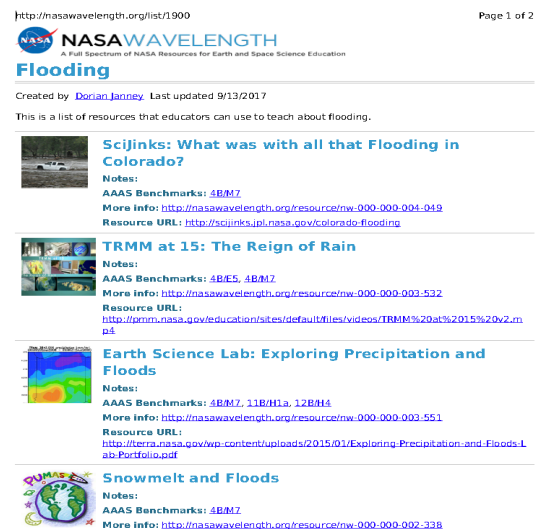 http://nasawavelength.org/list/1900 Page 1 of 2
NASA NASAWAVELENGTH
A Full Spectrum of NASA Resources for Earth and Space Science Education
Flooding
Created by Dorian Janney Last updated 9/13/2017
This is a list of resources that educators can use to teach about flooding.
SciJinks: What was with all that Flooding in
Colorado?
Notes:
AAAS Benchmarks: 4B/M7
More info: http://nasawavelength.org/resource/nw-000-000-004-049
Resource URL: http://scijinks.jpl.nasa.gov/colorado-flooding
TRMM at 15: The Reign of Rain
Notes:
AAAS Benchmarks: 4B/E5, 4B/M7
More info: http://nasawavelength.org/resource/nw-000-000-003-532
Resource URL:
http://pmm.nasa.gov/education/sites/default/files/videos/TRMM%20at%2015%20v2.m
p4
Earth Science Lab: Exploring Precipitation and
Floods
Notes:
AAAS Benchmarks: 4B/M7, 11B/H1a, 12B/H4
More info: http://nasawavelength.org/resource/nw-000-000-003-551
Resource URL:
http://terra.nasa.gov/wp-content/uploads/2015/01/Exploring-Precipitation-and-Floods-L
ab-Portfolio.pdf
PUMAS
Snowmelt and Floods
Notes:
AAAS Benchmarks: 4B/M7
More info: http://nasawavelength.org/resource/nw-000-000-002-338